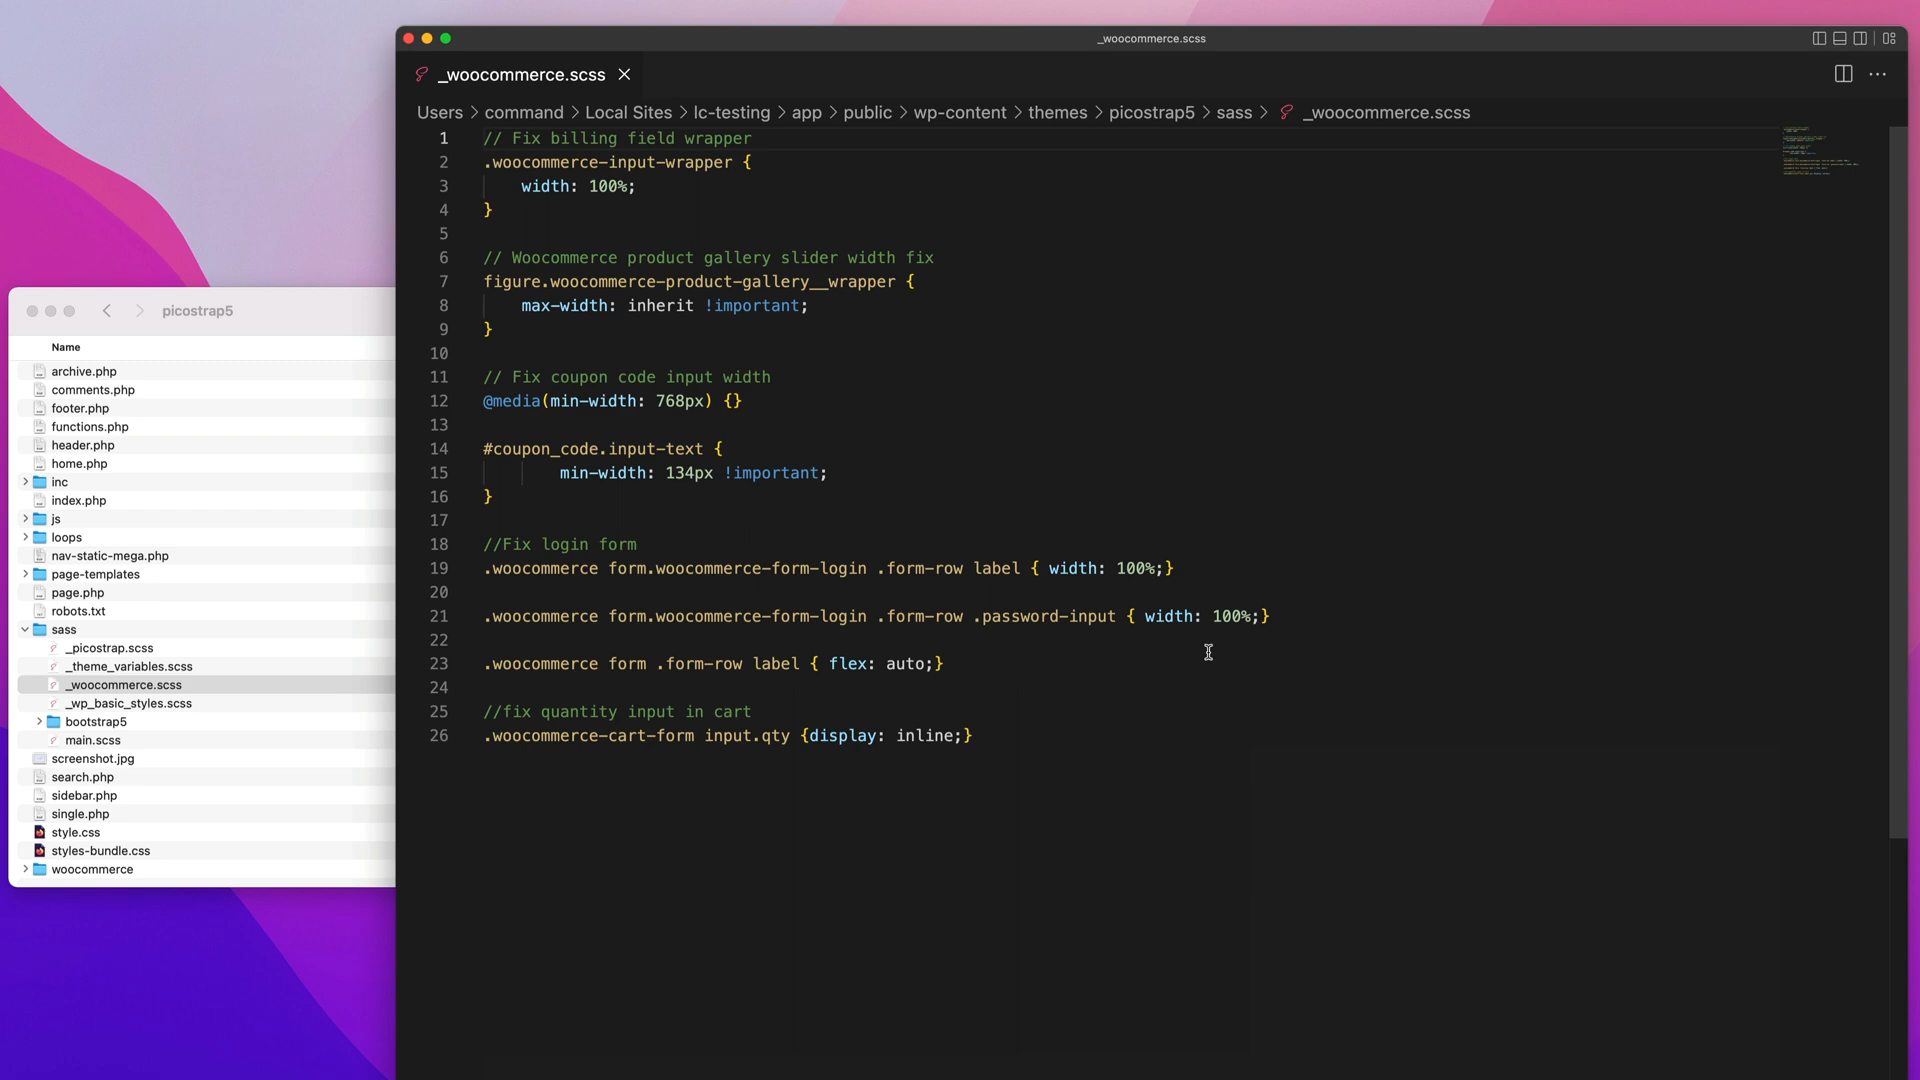 _woocommerce.scss
_woocommerce.scss
Users > command > Local Sites > lc-testing > app > public > wp-content > themes > picostrap5 > sass > _woocommerce.scss
1 // Fix billing field wrapper
2 .woocommerce-input-wrapper {
3 width: 100%;
4 }
5
6 // Woocommerce product gallery slider width fix
7 figure.woocommerce-product-gallery__wrapper {
8 max-width: inherit !important;
9 }
10
11 // Fix coupon code input width
12 @media(min-width: 768px) {}
13
14 #coupon_code.input-text {
15 min-width: 134px !important;
16 }
17
18 //Fix login form
19 .woocommerce form.woocommerce-form-login .form-row label { width: 100%;}
20
21 .woocommerce form.woocommerce-form-login .form-row .password-input { width: 100%;}
22
23 .woocommerce form .form-row label { flex: auto;}
24
25 //fix quantity input in cart
26 .woocommerce-cart-form input.qty {display: inline;}
picostrap5
Name
archive.php
comments.php
footer.php
functions.php
header.php
home.php
inc
index.php
js
loops
nav-static-mega.php
page-templates
page.php
robots.txt
sass
_picostrap.scss
_theme_variables.scss
_woocommerce.scss
_wp_basic_styles.scss
bootstrap5
main.scss
screenshot.jpg
search.php
sidebar.php
single.php
style.css
styles-bundle.css
woocommerce